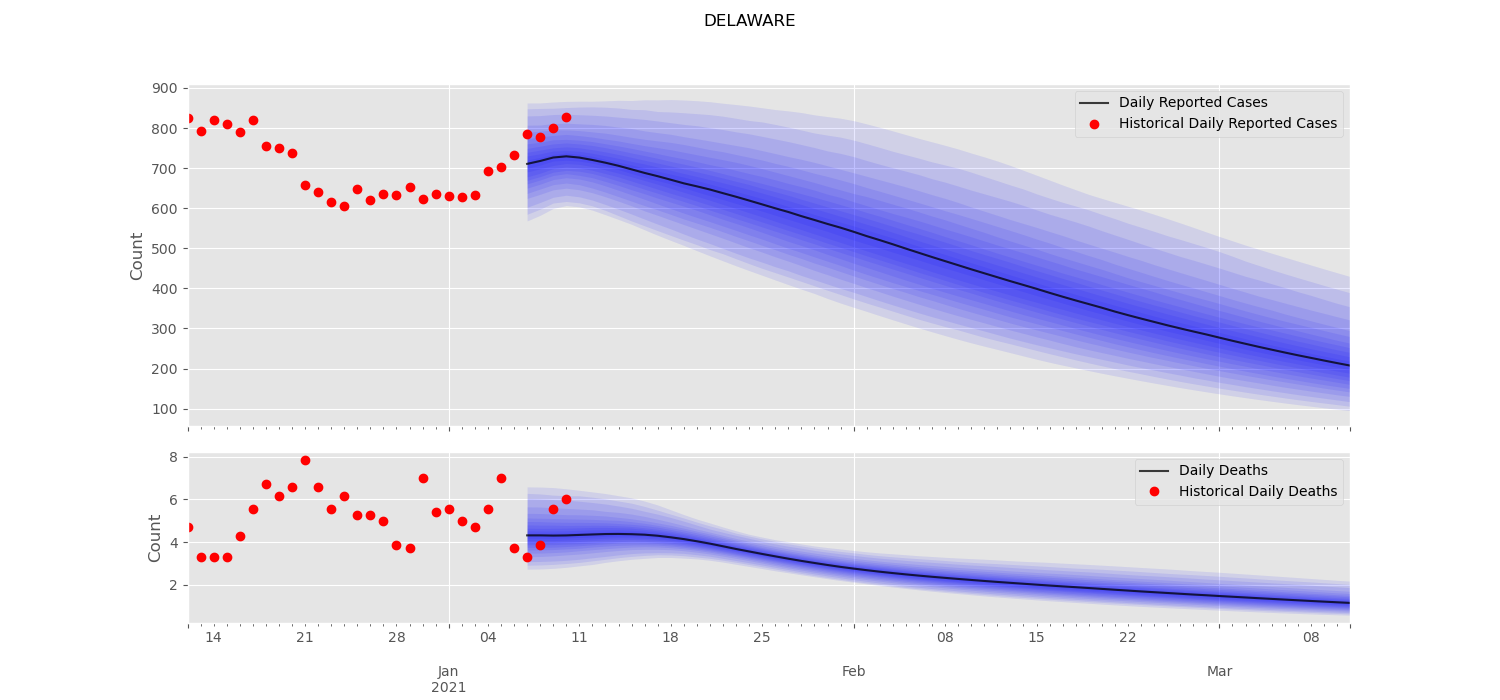 DELAWARE
900
800
700
600
500
400
300
200
100
Count
Daily Reported Cases
Historical Daily Reported Cases
8
6
4
2
Count
Daily Deaths
Historical Daily Deaths
14 21 28 04 11 18 25 08 15 22 08
Jan Feb Mar
2021